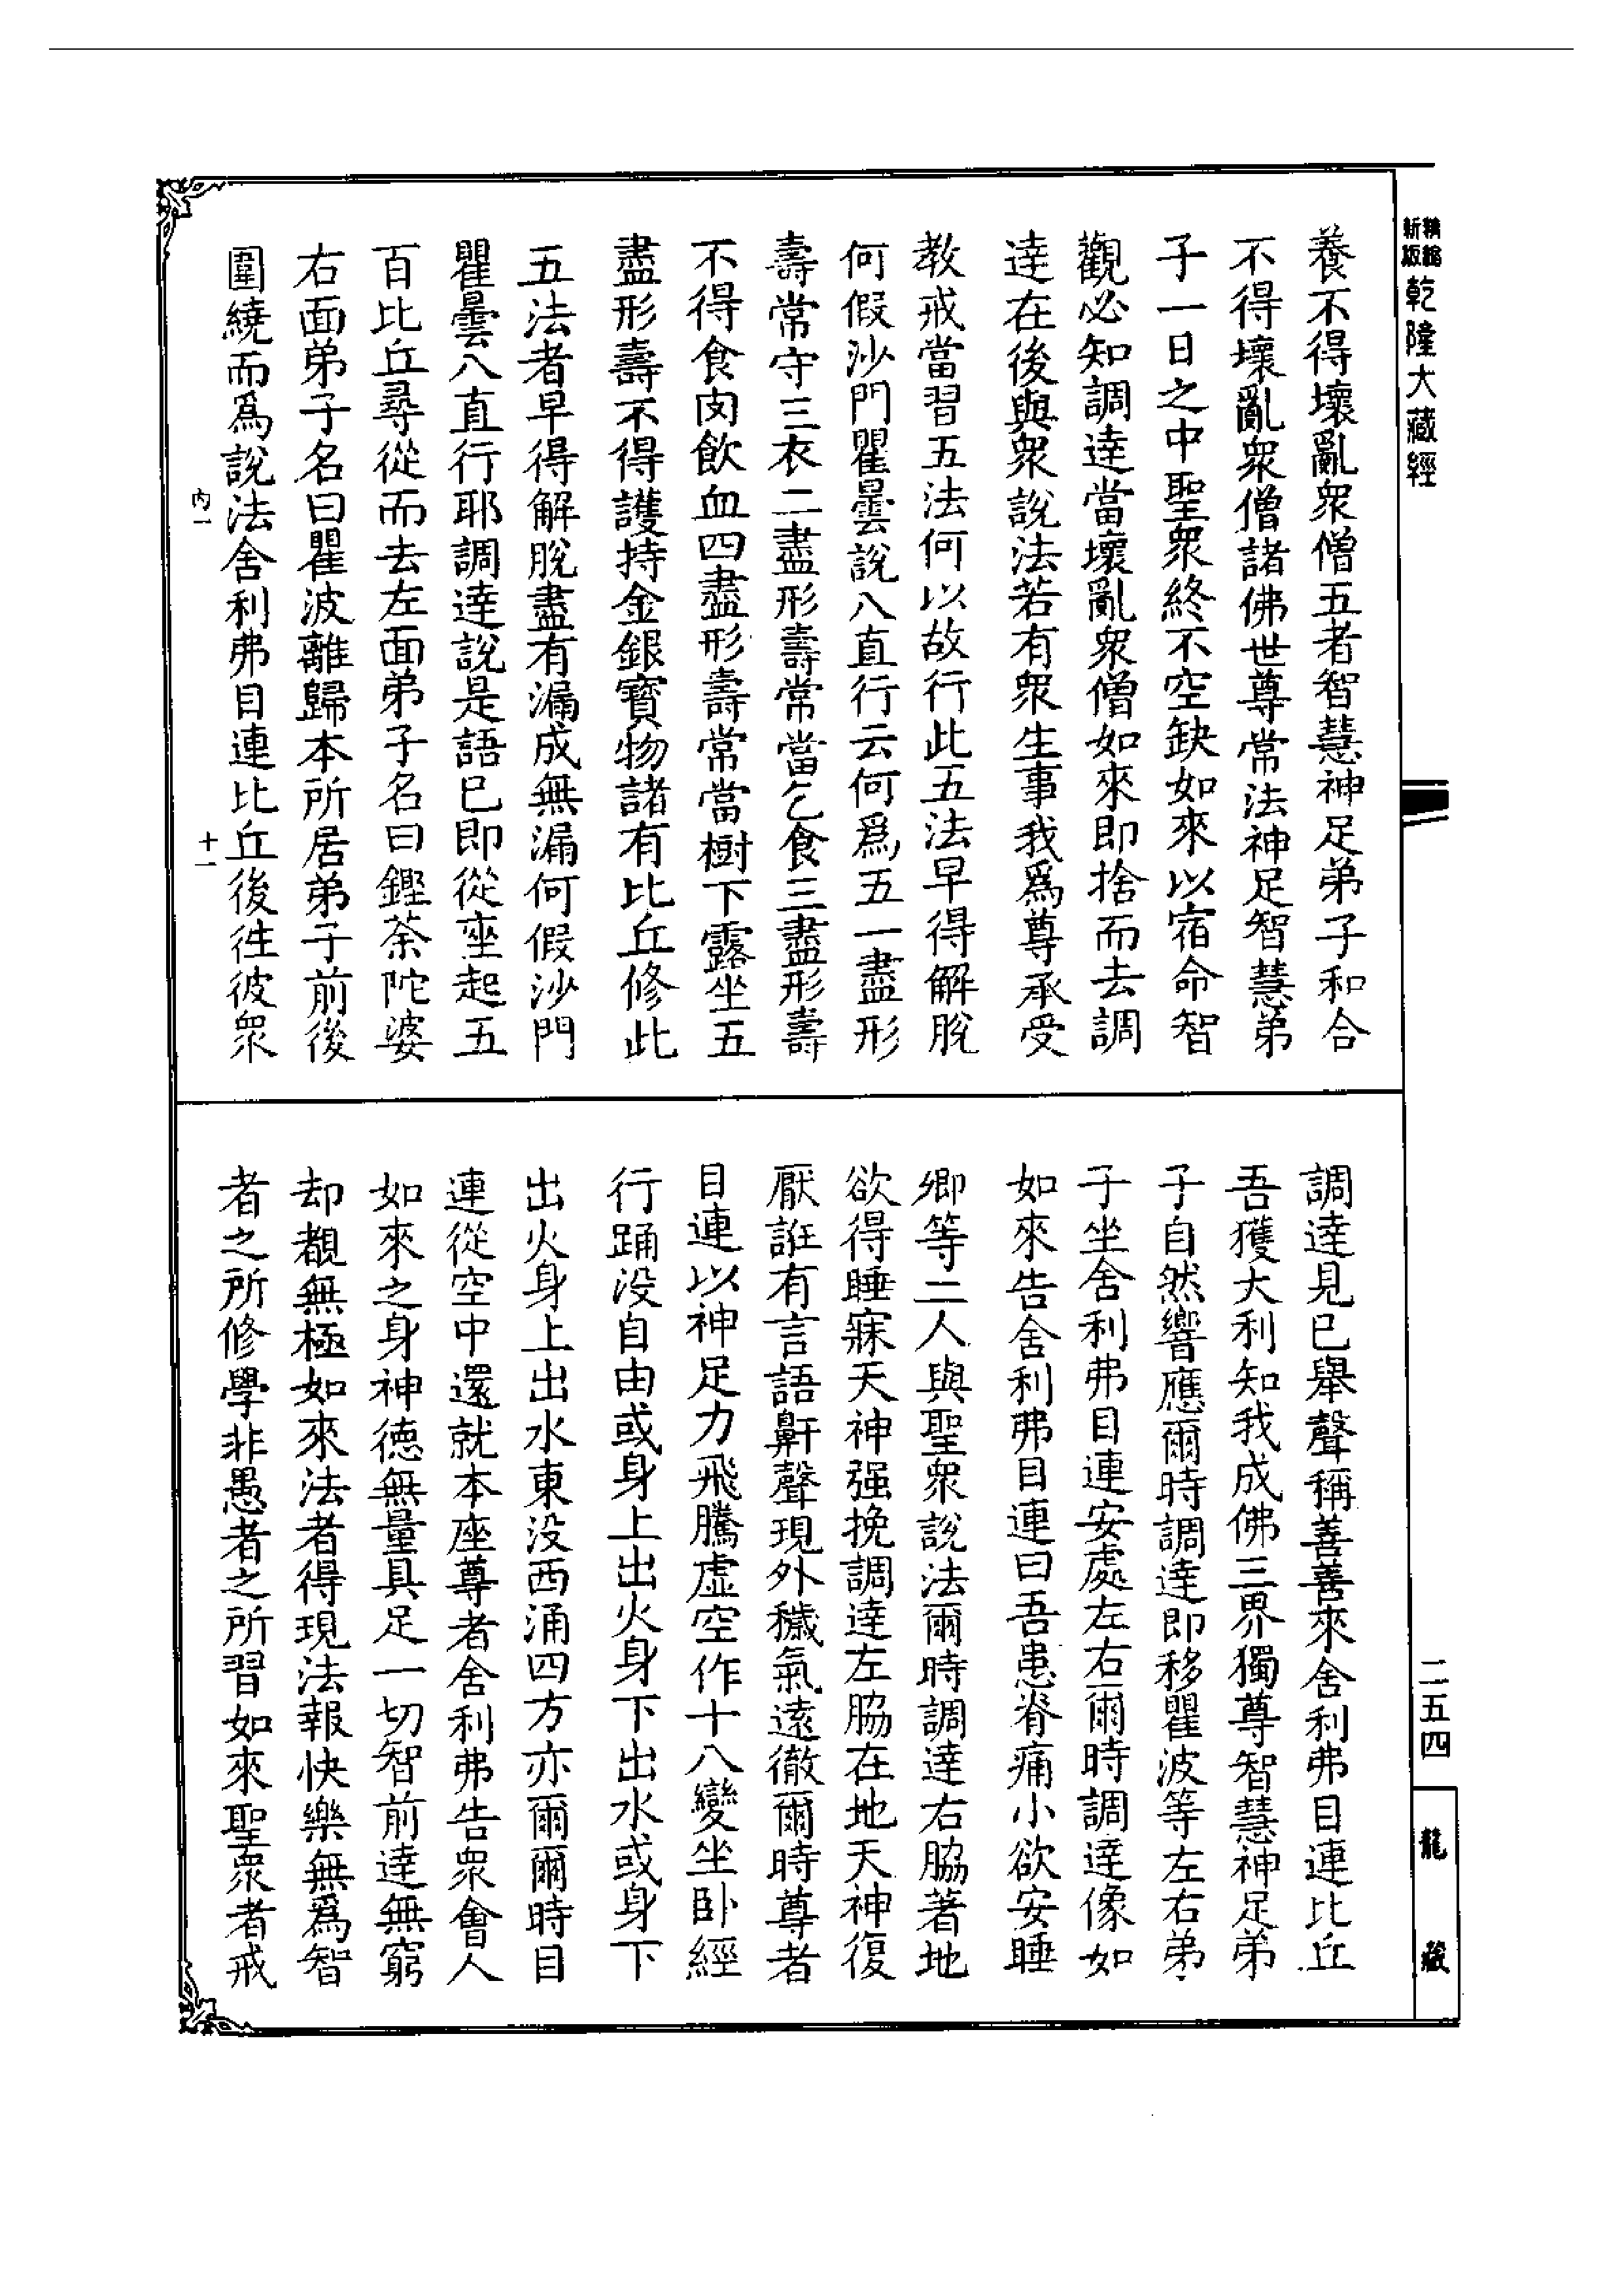 精編新版乾隆大藏經
養不得壞亂衆僧五者智慧神足弟子和合
不得壞亂衆僧諸佛世尊常法神足智慧弟
子一日之中聖衆終不空缺如來以宿命智
觀必知調達當壞亂衆僧如來即捨而去調
達在後與衆說法若有衆生事我爲尊承受
教戒當習五法何以故行此五法早得解脫
何假沙門瞿曇說八直行云何爲五一盡形
壽常守三衣二盡形壽常當乞食三盡形壽
不得食肉飲血四盡形壽常當樹下露坐五
盡形壽不得護持金銀寶物諸有比丘修此
五法者早得解脫盡有漏成無漏何假沙門
瞿曇八直行耶調達說是語已即從座起五
百比丘尋從而去左面弟子名曰鏗荼陀婆
右面弟子名曰瞿波離歸本所居弟子前後
圍繞而爲說法舍利弗目連比丘後往彼衆
內一
十一
調達見已舉聲稱善善來舍利弗目連比丘
吾獲大利知我成佛三界獨尊智慧神足弟
子自然響應爾時調達即移瞿波等左右弟
子坐舍利弗目連安處左右爾時調達像如
如來告舍利弗目連曰吾患脊痛小欲安睡
卿等二人與聖衆說法爾時調達右脇著地
欲得睡寐天神强挽調達左脇在地天神復
厭誑有言語鼾聲現外穢氣遠徹爾時尊者
目連以神足力飛騰虛空作十八變坐卧經
行踊没自由或身上出火身下出水或身下
出火身上出水東没西涌四方亦爾爾時目
連從空中還就本座尊者舍利弗告衆會人
如來之身神德無量具足一切智前達無窮
却覩無極如來法者得現法報快樂無爲智
者之所修學非愚者之所習如來聖衆者戒
二五四
龍藏